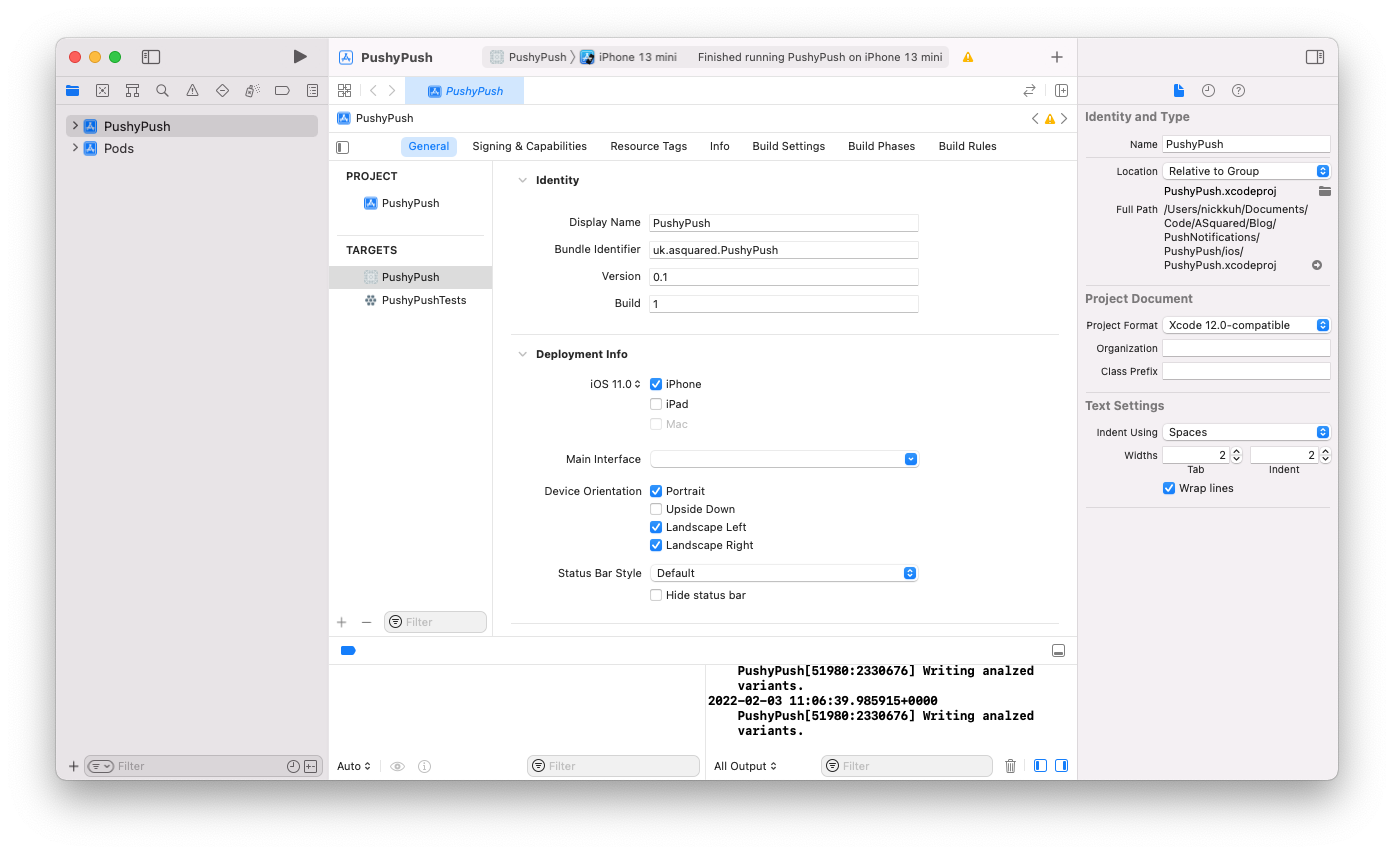 PushyPush
PushyPush
iPhone 13 mini
Finished running PushyPush on iPhone 13 mini
PushyPush
PushyPush
Pods
PushyPush
General
Signing & Capabilities
Resource Tags
Info
Build Settings
Build Phases
Build Rules
PROJECT
PushyPush
TARGETS
PushyPush
PushyPushTests
Filter
Identity
Display Name PushyPush
Bundle Identifier uk.asquared.PushyPush
Version 0.1
Build 1
Deployment Info
iOS 11.0 iPhone
iPad
Mac
Main Interface
Device Orientation Portrait
Upside Down
Landscape Left
Landscape Right
Status Bar Style Default
Hide status bar
PushyPush[51980:2330676] Writing analzed
variants.
2022-02-03 11:06:39.985915+0000
PushyPush[51980:2330676] Writing analzed
variants.
Filter
Auto
Filter
All Output
Filter
Identity and Type
Name PushyPush
Location Relative to Group
PushyPush.xcodeproj
Full Path /Users/nickkuh/Documents/
Code/ASquared/Blog/
PushNotifications/
PushyPush/ios/
PushyPush.xcodeproj
Project Document
Project Format Xcode 12.0-compatible
Organization
Class Prefix
Text Settings
Indent Using Spaces
Widths 2 2
Tab Indent
Wrap lines